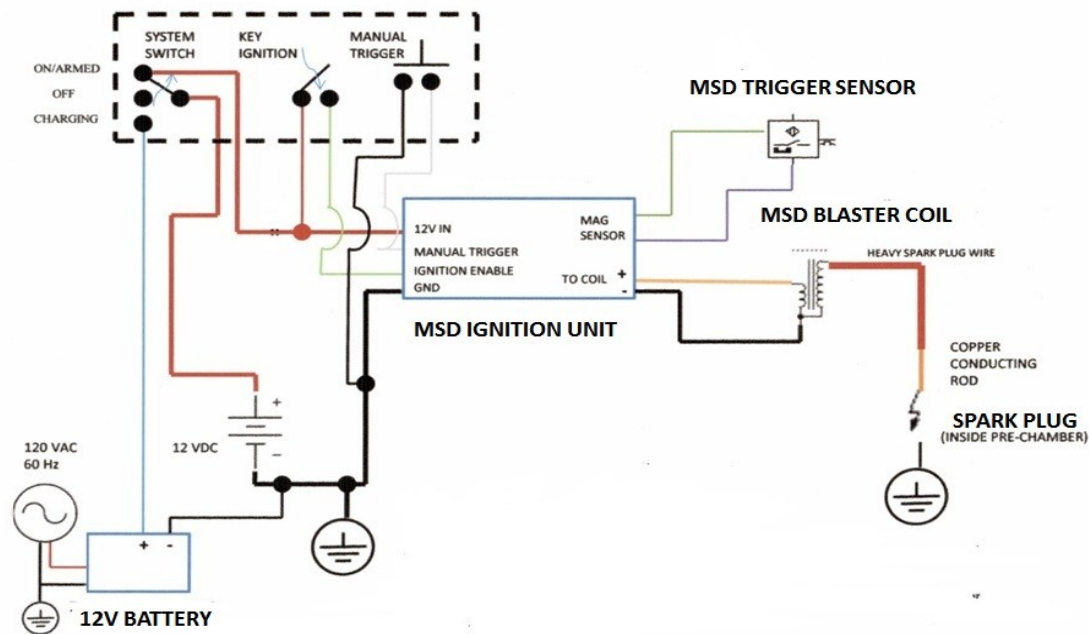 SYSTEM
SWITCH
KEY
IGNITION
MANUAL
TRIGGER
ON/ARMED
OFF
CHARGING
MSD TRIGGER SENSOR
12V IN
MANUAL TRIGGER
IGNITION ENABLE
GND
MAG
SENSOR
TO COIL
+
-
MSD IGNITION UNIT
MSD BLASTER COIL
HEAVY SPARK PLUG WIRE
COPPER
CONDUCTING
ROD
SPARK PLUG
(INSIDE PRE-CHAMBER)
+
12 VDC
-
120 VAC
60 Hz
+ -
12V BATTERY